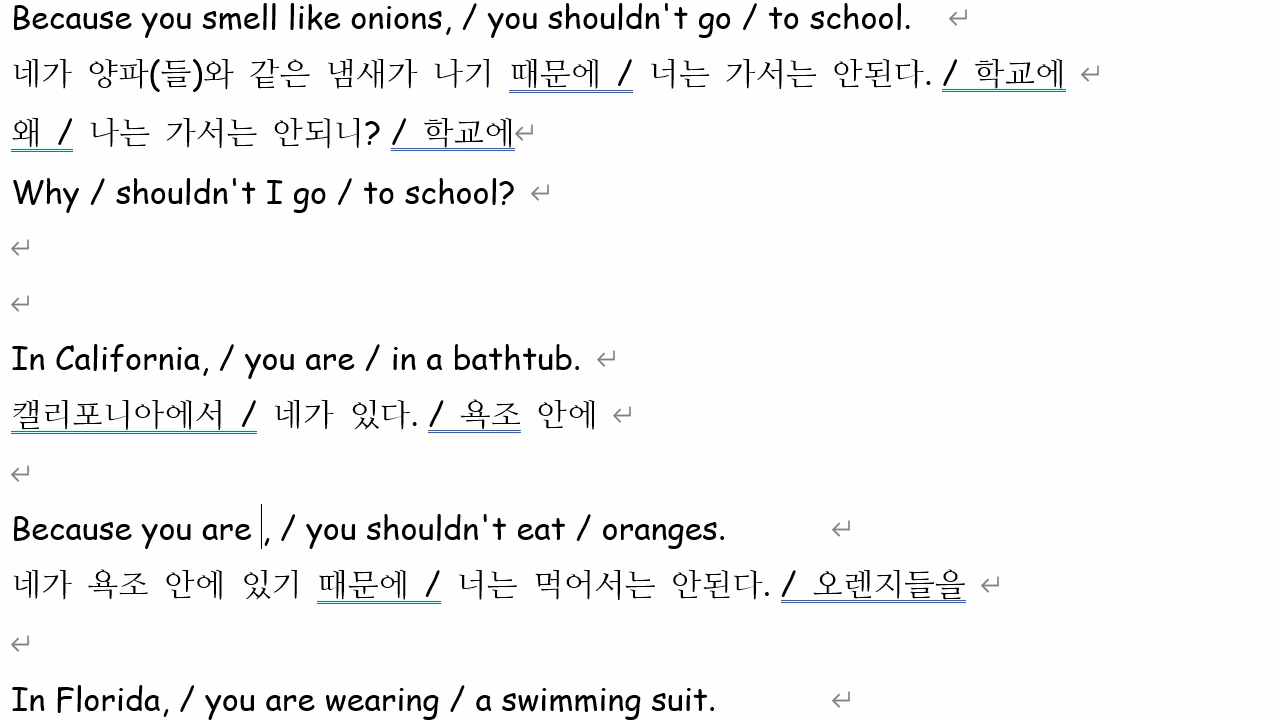 Because you smell like onions, / you shouldn't go / to school.
네가 양파(들)와 같은 냄새가 나기 때문에 / 너는 가서는 안된다. / 학교에
왜 / 나는 가서는 안되니? / 학교에
Why / shouldn't I go / to school?
In California, / you are / in a bathtub.
캘리포니아에서 / 네가 있다. / 욕조 안에
Because you are , / you shouldn't eat / oranges.
네가 욕조 안에 있기 때문에 / 너는 먹어서는 안된다. / 오렌지들을
In Florida, / you are wearing / a swimming suit.